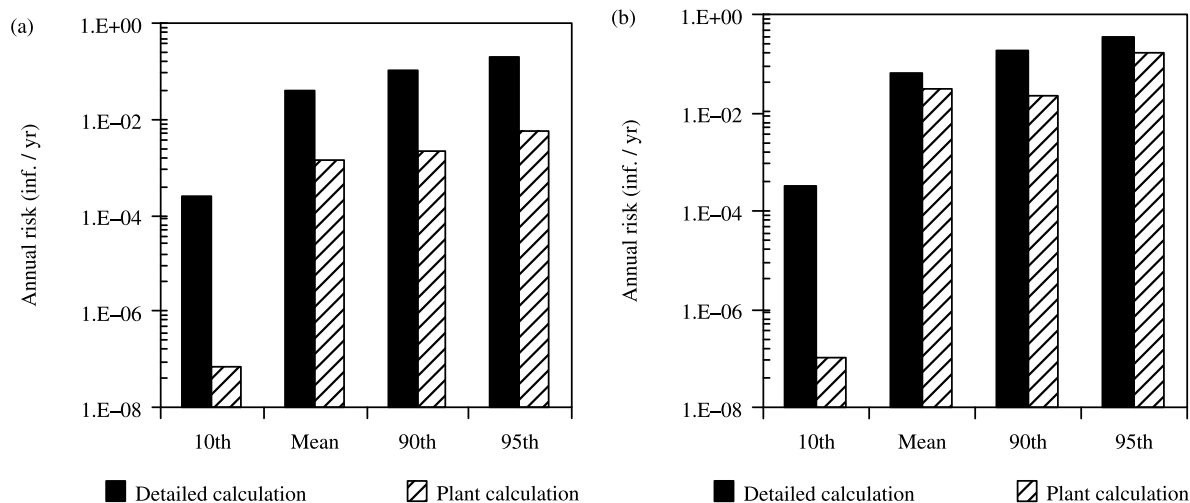 (a)
1.E+00
1.E–02
1.E–04
1.E–06
1.E–08
Annual risk (inf. / yr)
10th Mean 90th 95th
Detailed calculation Plant calculation
(b)
1.E+00
1.E–02
1.E–04
1.E–06
1.E–08
Annual risk (inf. / yr)
10th Mean 90th 95th
Detailed calculation Plant calculation